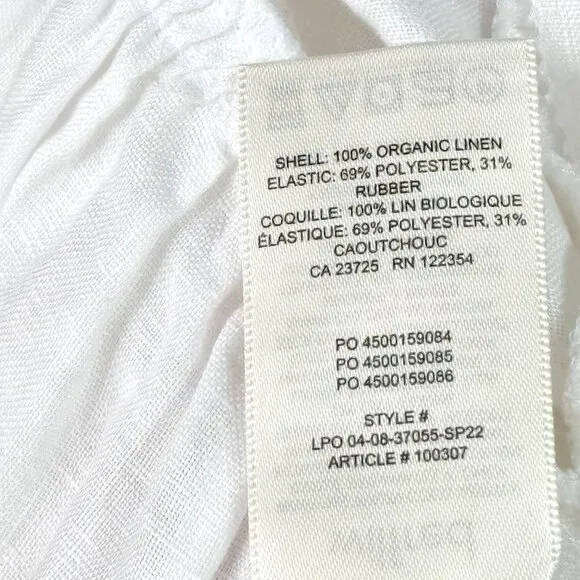 SHELL: 100% ORGANIC LINEN
ELASTIC: 69% POLYESTER, 31%
RUBBER
COQUILLE: 100% LIN BIOLOGIQUE
ÉLASTIQUE: 69% POLYESTER, 31%
CAOUTCHOUC
CA 23725 RN 122354
PO 4500159084
PO 4500159085
PO 4500159086
STYLE #
LPO 04-08-37055-SP22
ARTICLE # 100307